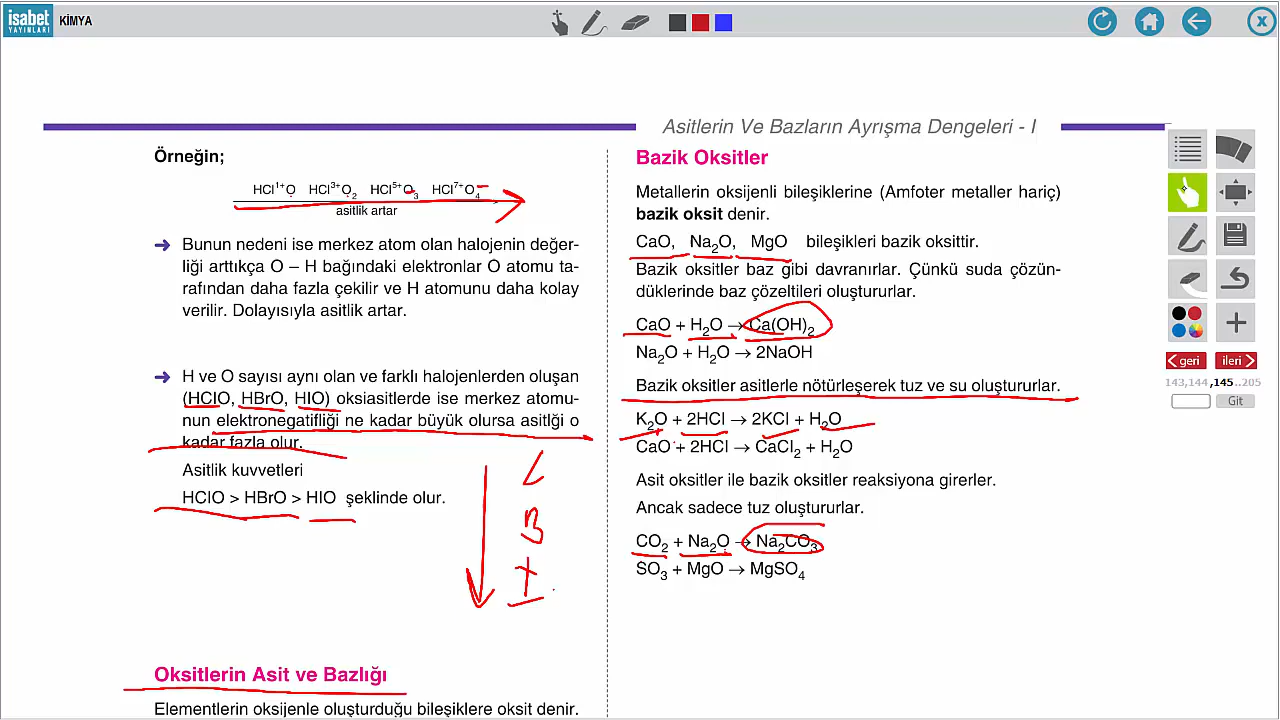 isabet
YAYINLARI
KİMYA
Asitlerin Ve Bazların Ayrışma Dengeleri - I
Örneğin;
HCl¹⁺O HCl³⁺O₂ HCl⁵⁺O₃ HCl⁷⁺O₄
asitlik artar
➔ Bunun nedeni ise merkez atom olan halojenin değer-
liği arttıkça O – H bağındaki elektronlar O atomu ta-
rafından daha fazla çekilir ve H atomunu daha kolay
verilir. Dolayısıyla asitlik artar.
➔ H ve O sayısı aynı olan ve farklı halojenlerden oluşan
(HClO, HBrO, HIO) oksiasitlerde ise merkez atomu-
nun elektronegatifliği ne kadar büyük olursa asitlği o
kadar fazla olur.
Asitlik kuvvetleri
HClO > HBrO > HIO şeklinde olur.
B
I
Oksitlerin Asit ve Bazlığı
Elementlerin oksijenle oluşturduğu bileşiklere oksit denir.
Bazik Oksitler
Metallerin oksijenli bileşiklerine (Amfoter metaller hariç)
bazik oksit denir.
CaO, Na₂O, MgO bileşikleri bazik oksittir.
Bazik oksitler baz gibi davranırlar. Çünkü suda çözün-
düklerinde baz çözeltileri oluştururlar.
CaO + H₂O → Ca(OH)₂
Na₂O + H₂O → 2NaOH
Bazik oksitler asitlerle nötürleşerek tuz ve su oluştururlar.
K₂O + 2HCl → 2KCl + H₂O
CaO + 2HCl → CaCl₂ + H₂O
Asit oksitler ile bazik oksitler reaksiyona girerler.
Ancak sadece tuz oluştururlar.
CO₂ + Na₂O → Na₂CO₃
SO₃ + MgO → MgSO₄
geri ileri
143,144,145..205
Git